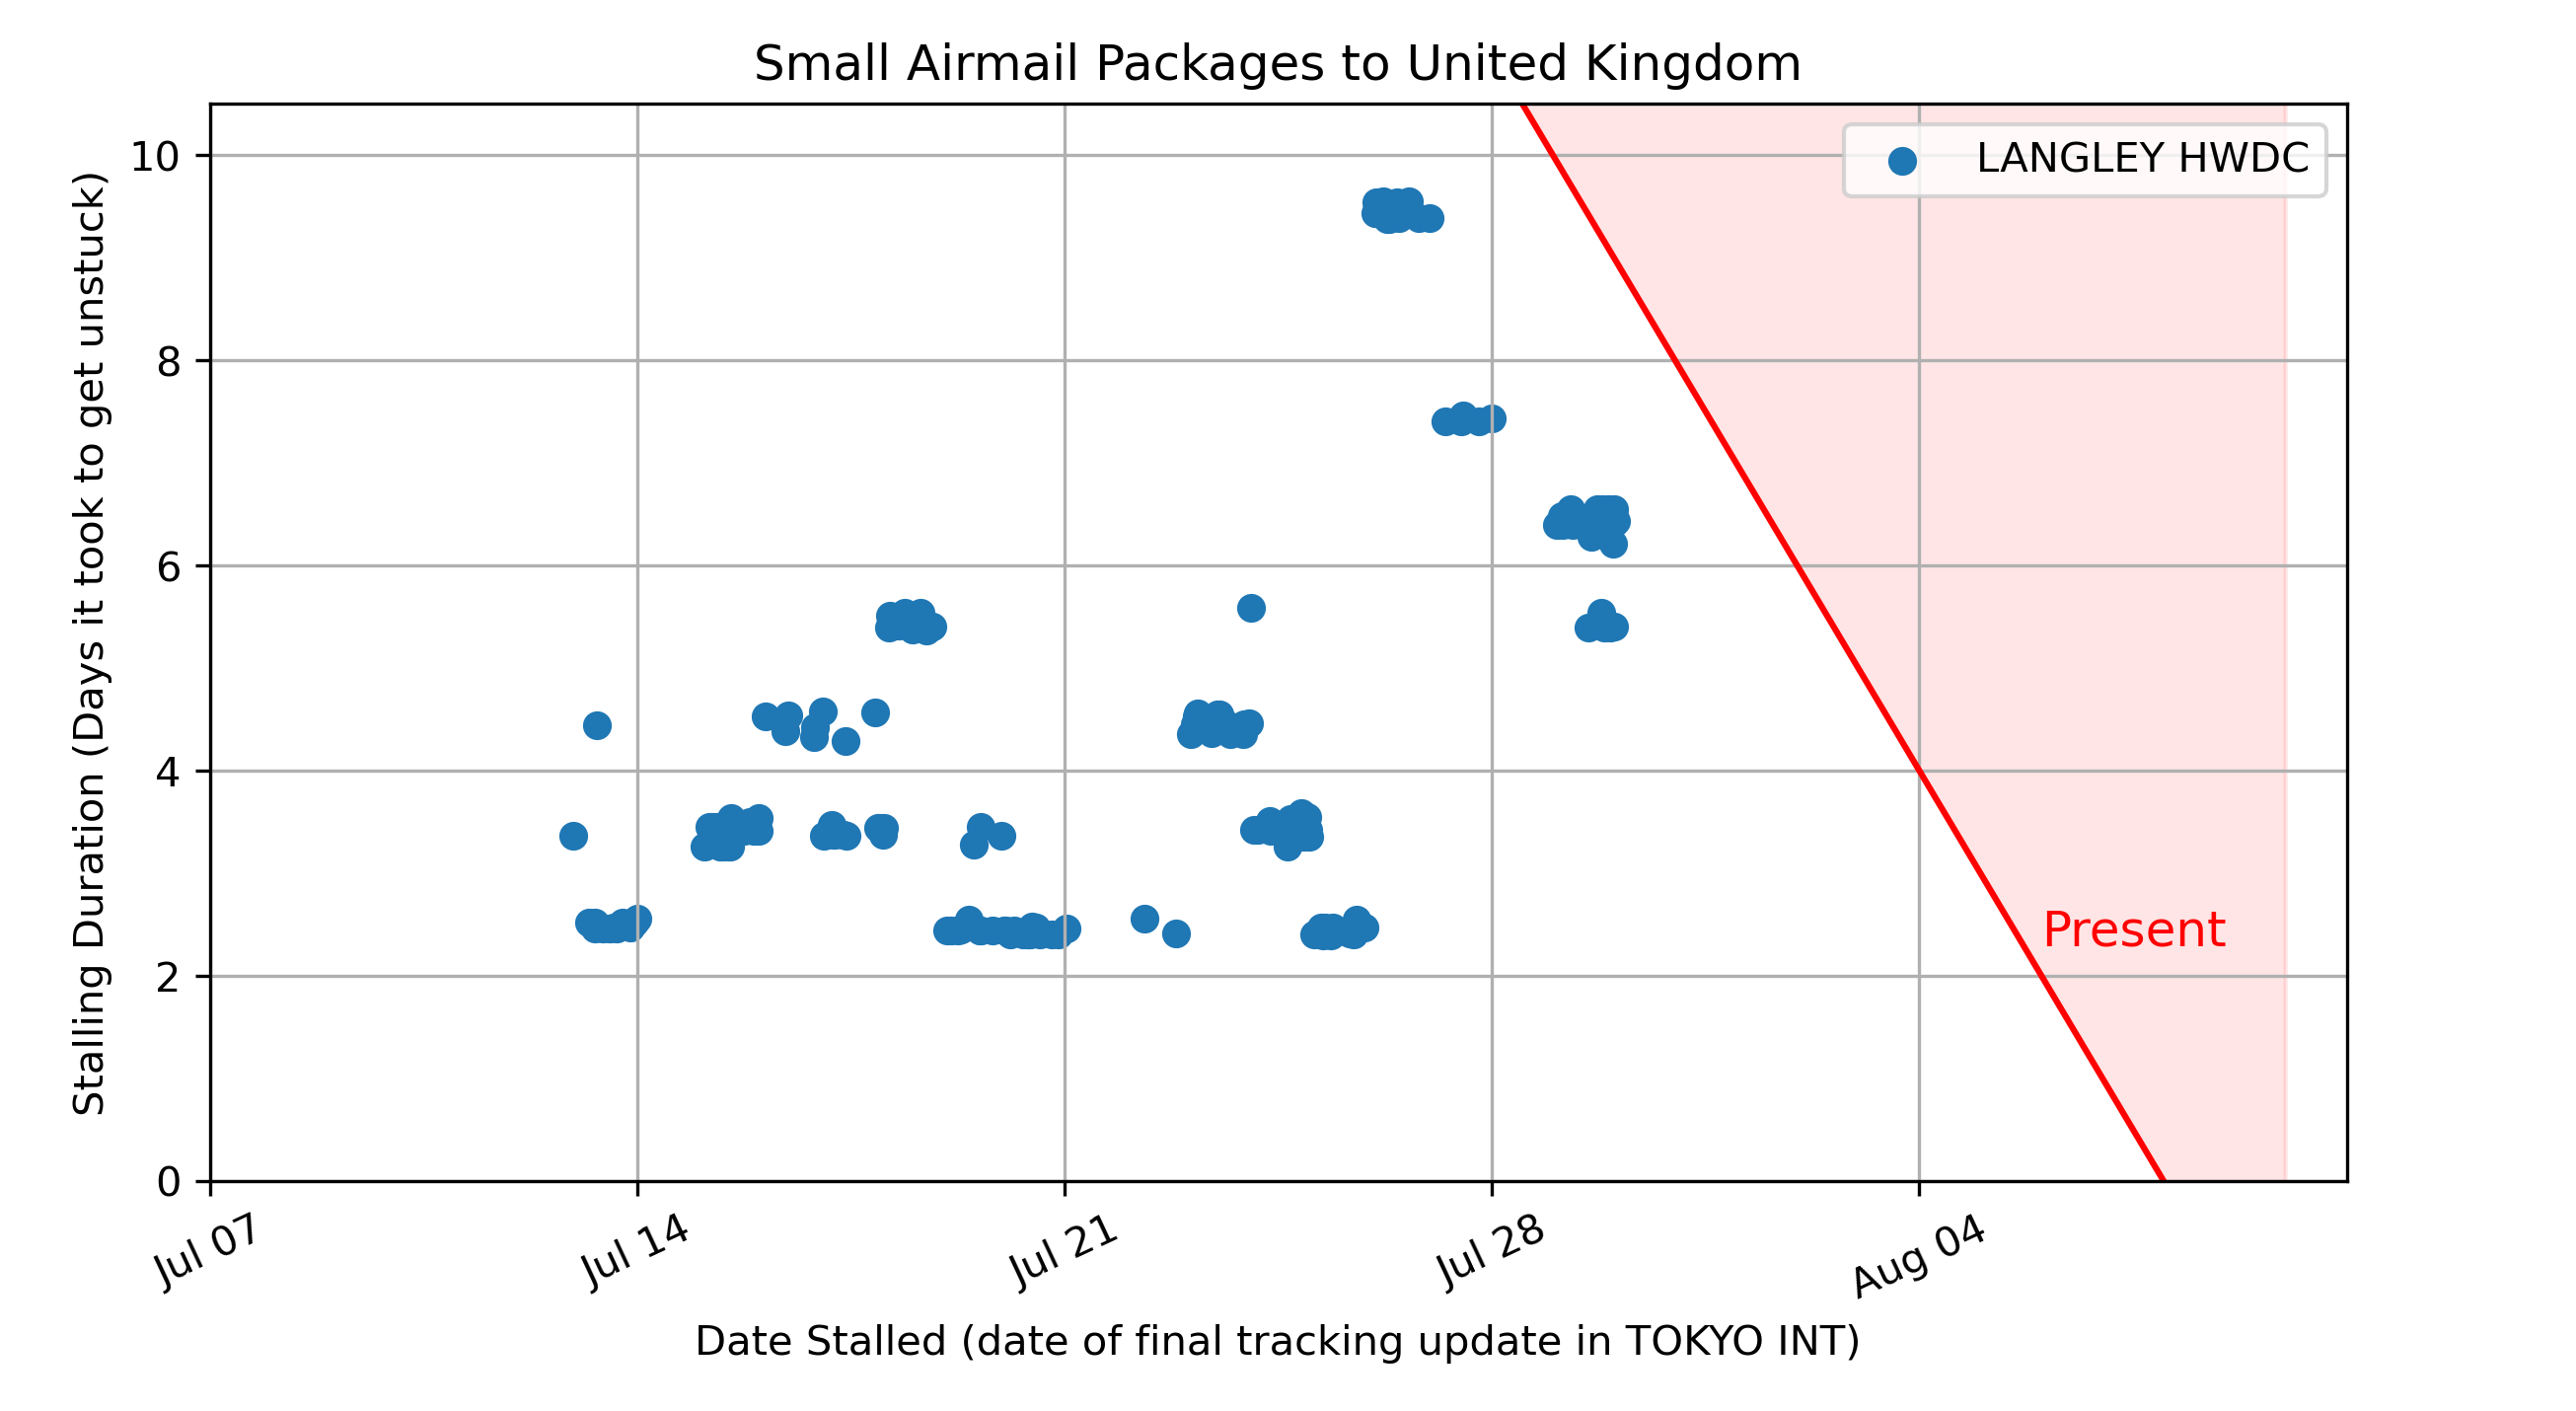 Small Airmail Packages to United Kingdom
LANGLEY HWDC
Stalling Duration (Days it took to get unstuck)
10
8
6
4
2
0
Present
Jul 07
Jul 14
Jul 21
Jul 28
Aug 04
Date Stalled (date of final tracking update in TOKYO INT)